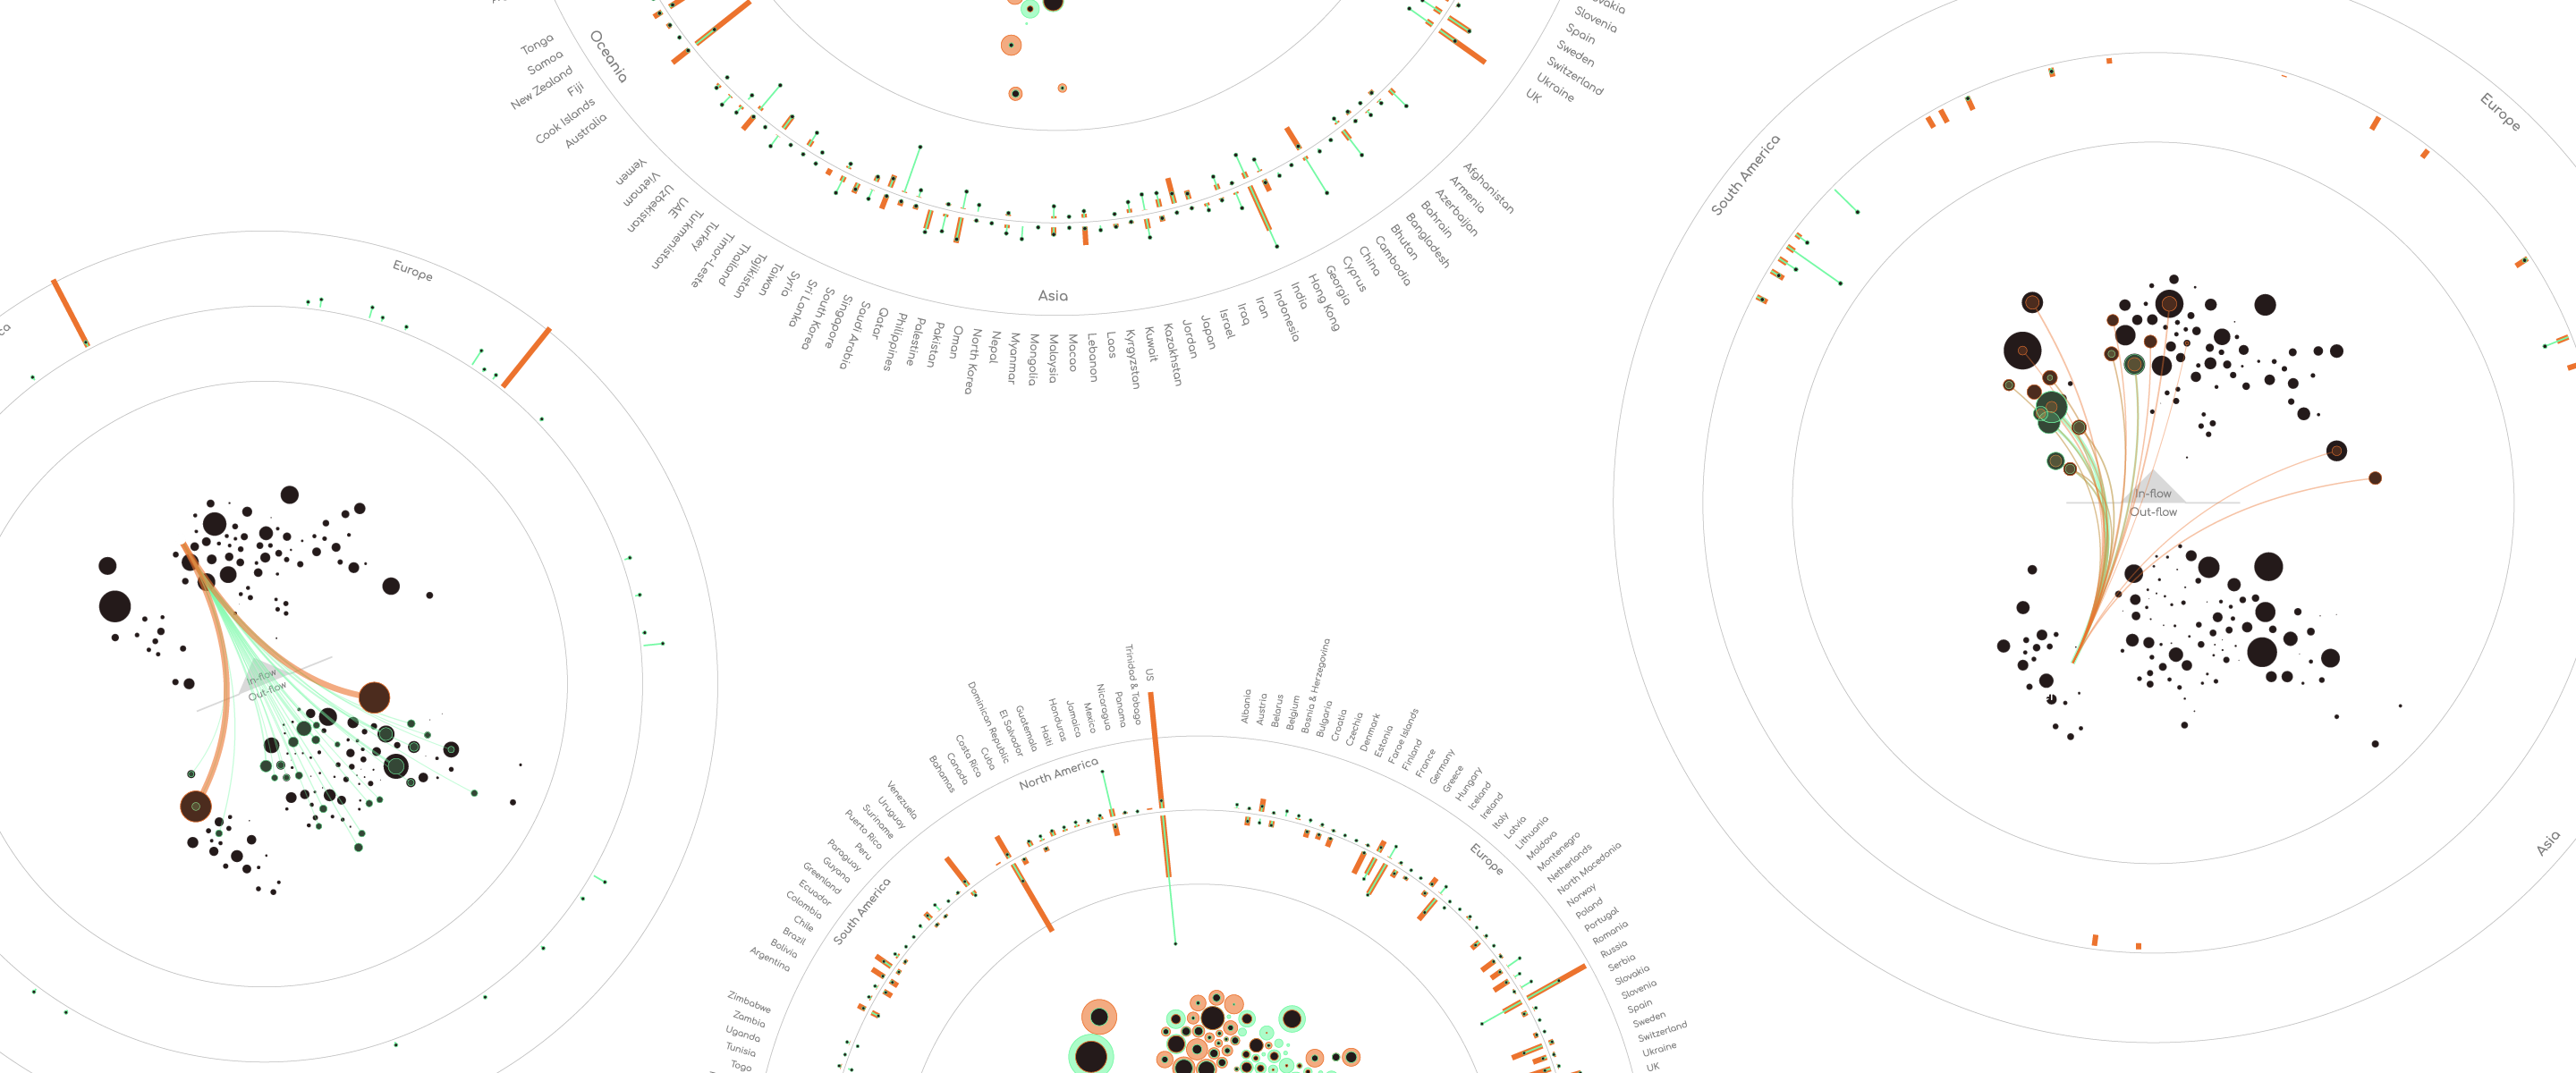 Oceania
Tonga
Samoa
New Zealand
Fiji
Cook Islands
Australia
Yemen
Vietnam
Uzbekistan
UAE
Turkmenistan
Turkey
Timor-Leste
Thailand
Tajikistan
Taiwan
Syria
Sri Lanka
South Korea
Singapore
Saudi Arabia
Qatar
Philippines
Palestine
Pakistan
Oman
North Korea
Nepal
Myanmar
Mongolia
Malaysia
Macao
Lebanon
Laos
Kyrgyzstan
Kuwait
Kazakhstan
Jordan
Japan
Israel
Iraq
Iran
Indonesia
India
Hong Kong
Georgia
Cyprus
China
Cambodia
Bhutan
Bangladesh
Bahrain
Azerbaijan
Armenia
Afghanistan
Asia
Slovenia
Spain
Sweden
Switzerland
Ukraine
UK
Europe
In-flow
Out-flow
South America
Europe
In-flow
Out-flow
Asia
Togo
Tunisia
Uganda
Zambia
Zimbabwe
Argentina
Bolivia
Brazil
Chile
Colombia
Ecuador
Greenland
Guyana
Paraguay
Peru
Puerto Rico
Suriname
Uruguay
Venezuela
South America
Bahamas
Canada
Costa Rica
Cuba
Dominican Republic
El Salvador
Guatemala
Haiti
Honduras
Jamaica
Mexico
Nicaragua
Panama
Trinidad & Tobago
US
North America
Albania
Austria
Belarus
Belgium
Bosnia & Herzegovina
Bulgaria
Croatia
Czechia
Denmark
Estonia
Faroe Islands
Finland
France
Germany
Greece
Hungary
Iceland
Ireland
Italy
Latvia
Lithuania
Moldova
Montenegro
Netherlands
North Macedonia
Norway
Poland
Portugal
Romania
Russia
Serbia
Slovakia
Slovenia
Spain
Sweden
Switzerland
Ukraine
UK
Europe